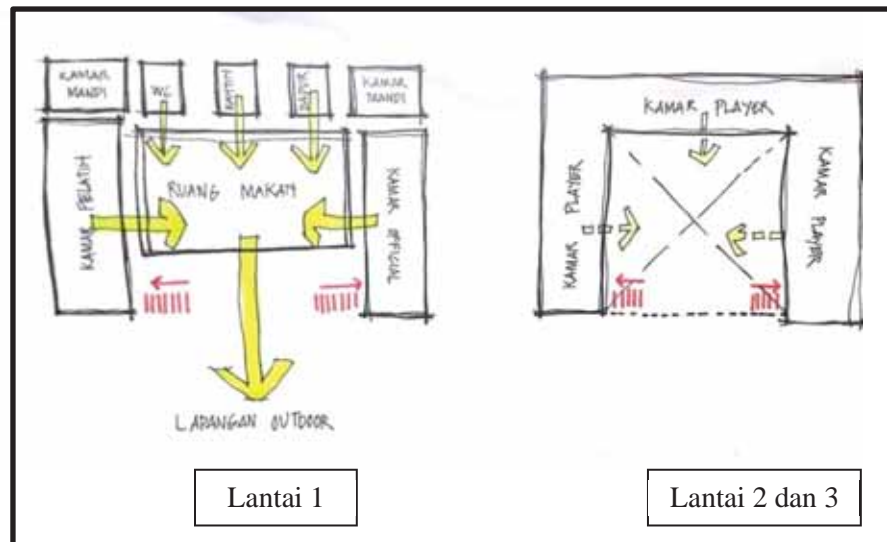 KAMAR
MANDI
WC
KANTIN
DAPUR
KAMAR
MANDI
KAMAR PELATIH
RUANG MAKAN
KAMAR OFFICIAL
LAPANGAN OUTDOOR
Lantai 1
KAMAR PLAYER
KAMAR PLAYER
KAMAR PLAYER
Lantai 2 dan 3